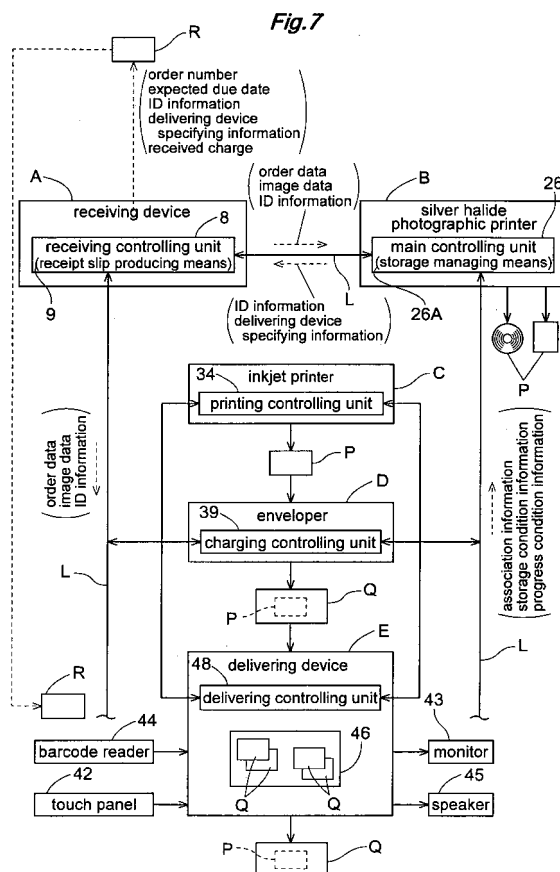 Fig.7
R
order number
expected due date
ID information
delivering device
specifying information
received charge
order data
image data
ID information
A
receiving device
8
receiving controlling unit
(receipt slip producing means)
9
B
26
silver halide
photographic printer
main controlling unit
(storage managing means)
26A
L
ID information
delivering device
specifying information
P
C
inkjet printer
34
printing controlling unit
P
order data
image data
ID information
D
enveloper
39
charging controlling unit
association information
storage condition information
progress condition information
L
P
Q
L
E
delivering device
48
delivering controlling unit
R
44
barcode reader
46
Q
Q
43
monitor
42
touch panel
45
speaker
P
Q